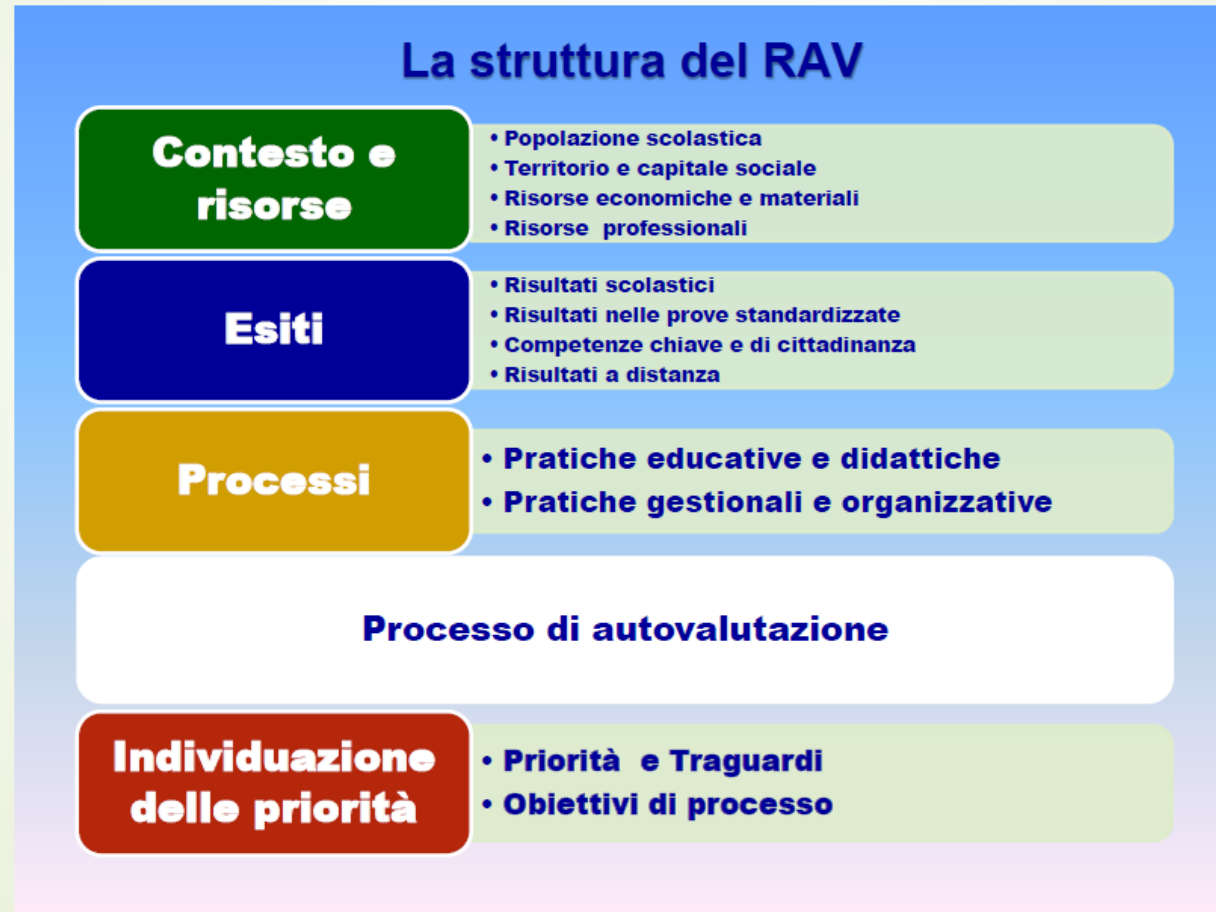 La struttura del RAV
Contesto e
risorse
• Popolazione scolastica
• Territorio e capitale sociale
• Risorse economiche e materiali
• Risorse professionali
Esiti
• Risultati scolastici
• Risultati nelle prove standardizzate
• Competenze chiave e di cittadinanza
• Risultati a distanza
Processi
• Pratiche educative e didattiche
• Pratiche gestionali e organizzative
Processo di autovalutazione
Individuazione
delle priorità
• Priorità e Traguardi
• Obiettivi di processo